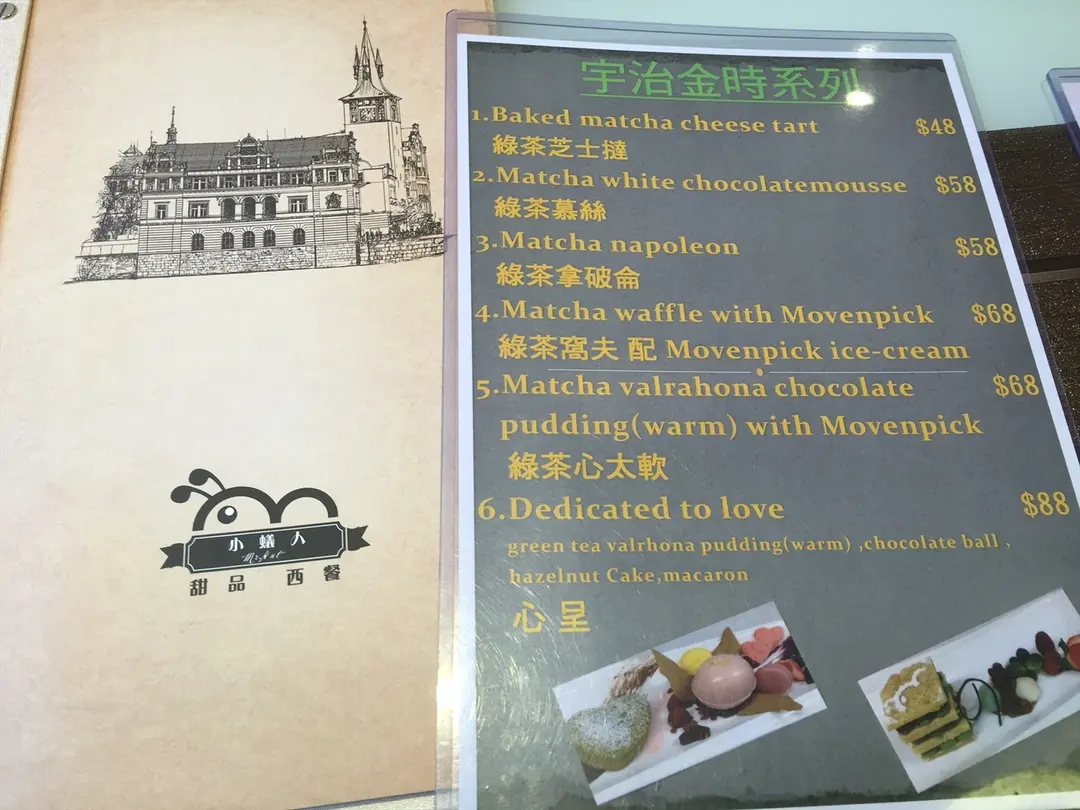 小蟻人
Mr.Ant
甜品 西餐
宇治金時系列
1.Baked matcha cheese tart $48
綠茶芝士撻
2.Matcha white chocolatemousse $58
綠茶慕絲
3.Matcha napoleon $58
綠茶拿破侖
4.Matcha waffle with Movenpick $68
綠茶窩夫 配 Movenpick ice-cream
5.Matcha valrahona chocolate $68
pudding(warm) with Movenpick
綠茶心太軟
6.Dedicated to love $88
green tea valrhona pudding(warm) ,chocolate ball ,
hazelnut Cake,macaron
心呈